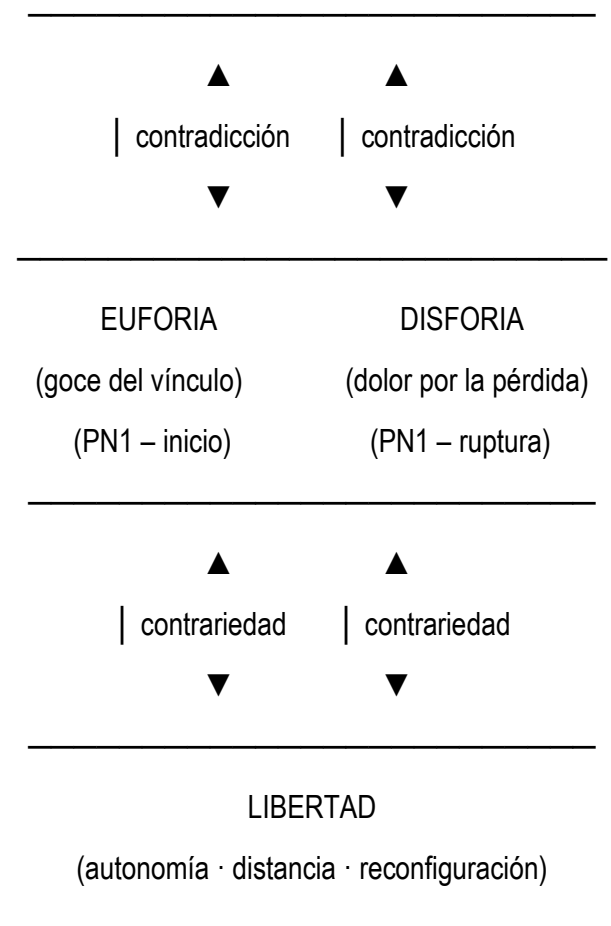 ▲ ▲
| contradicción | contradicción
▼ ▼
EUFORIA DISFORIA
(goce del vínculo) (dolor por la pérdida)
(PN1 – inicio) (PN1 – ruptura)
▲ ▲
| contrariedad | contrariedad
▼ ▼
LIBERTAD
(autonomía · distancia · reconfiguración)